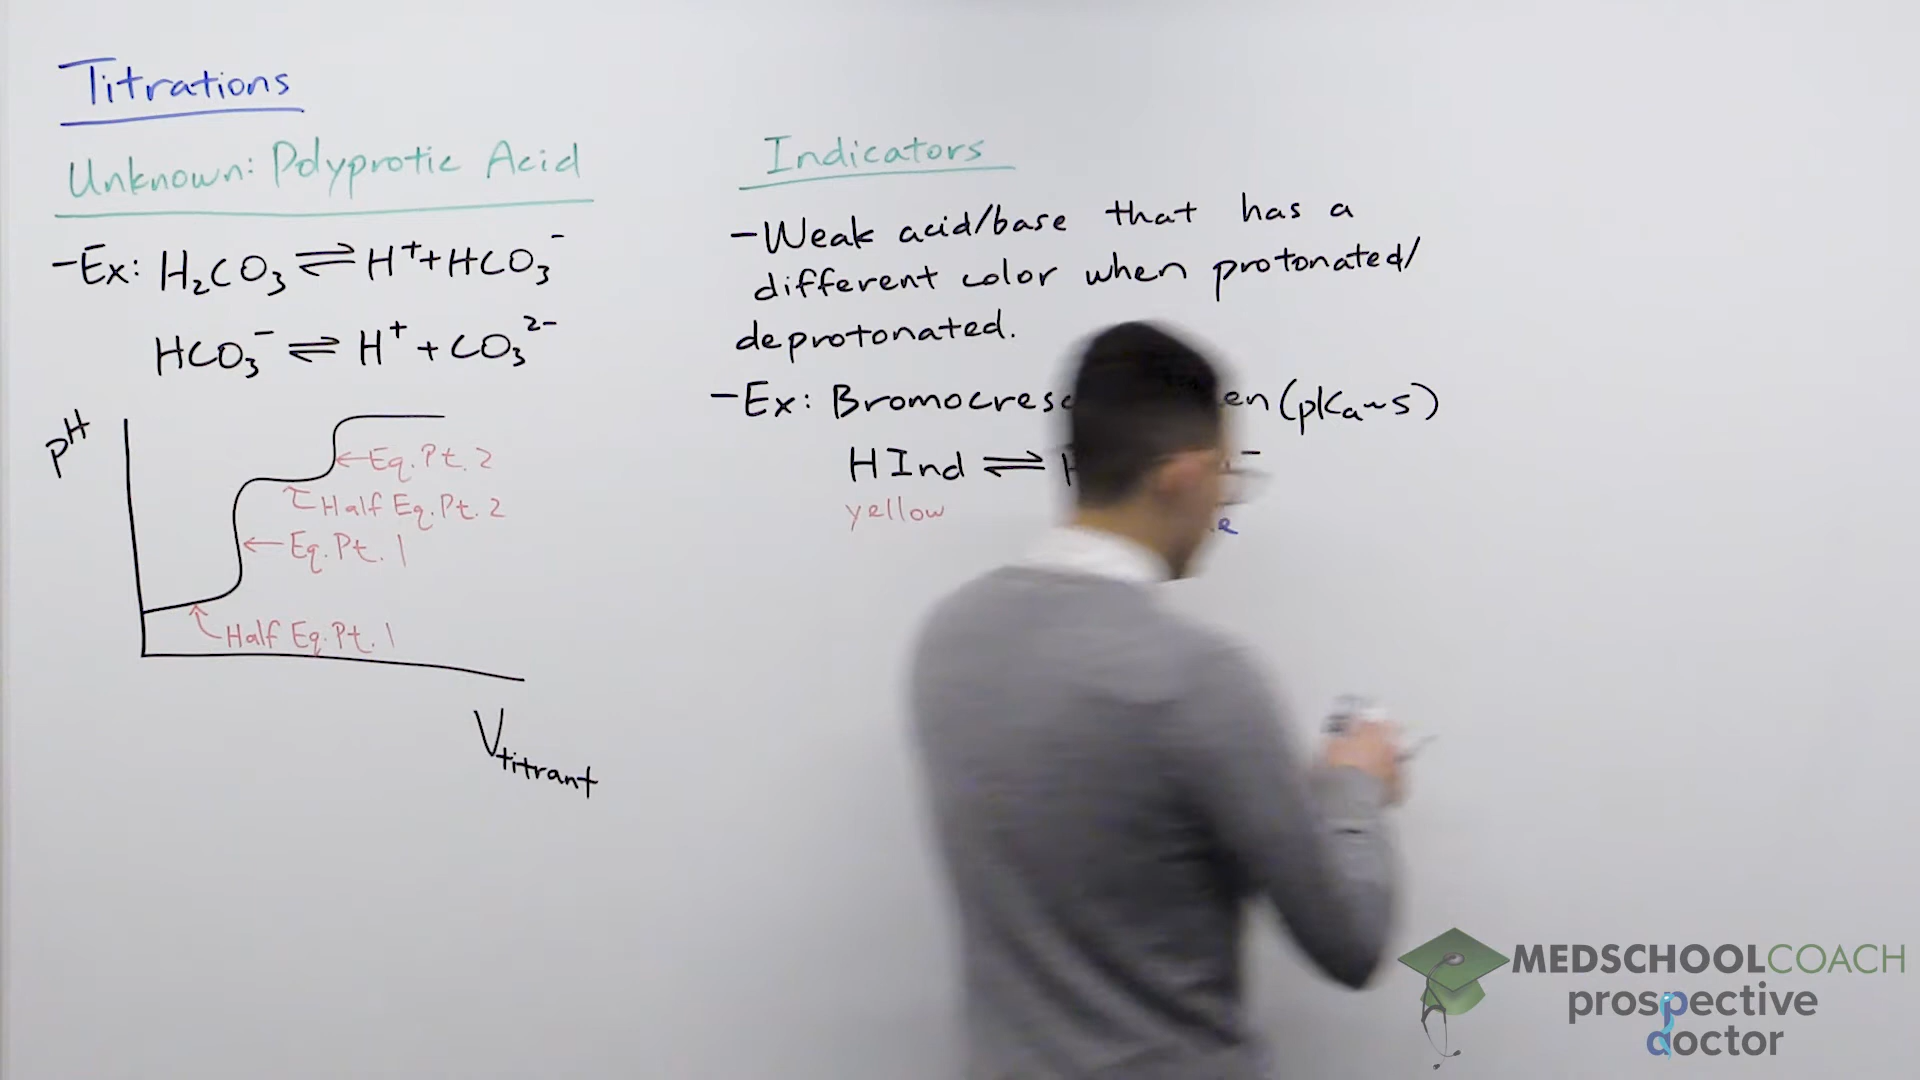 Titrations
Unknown: Polyprotic Acid
-Ex: H₂CO₃ ⇌ H⁺+HCO₃⁻
HCO₃⁻ ⇌ H⁺ + CO₃²⁻
pH
←Eq.Pt. 2
Half Eq.Pt. 2
←Eq.Pt. 1
Half Eq.Pt. 1
Vtitrant
Indicators
-Weak acid/base that has a
different color when protonated/
deprotonated.
-Ex: Bromocres en (pKa~5)
HInd ⇌ H -
yellow e
MEDSCHOOLCOACH
prospective
doctor